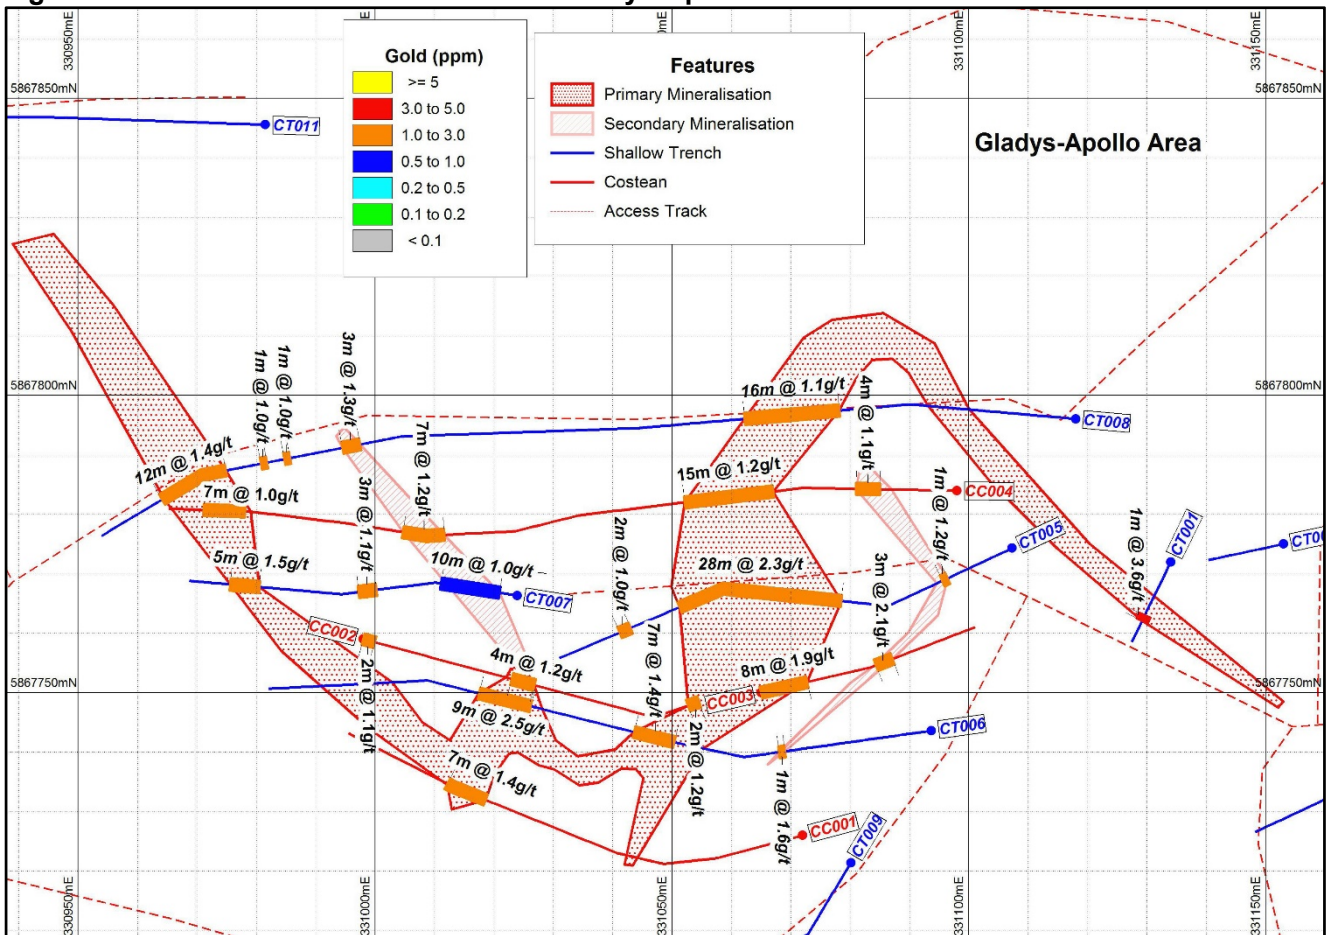 330950mE
331100mE
331150mE
5867850mN
5867850mN
Gold (ppm)
>= 5
3.0 to 5.0
1.0 to 3.0
0.5 to 1.0
0.2 to 0.5
0.1 to 0.2
< 0.1
Features
Primary Mineralisation
Secondary Mineralisation
Shallow Trench
Costean
Access Track
Gladys-Apollo Area
CT011
5867800mN
5867800mN
1m @ 1.0g/t
1m @ 1.0g/t
3m @ 1.3g/t
16m @ 1.1g/t
4m @ 1.1g/t
CT008
12m @ 1.4g/t
7m @ 1.0g/t
7m @ 1.2g/t
15m @ 1.2g/t
CC004
1m @ 1.2g/t
3m @ 1.1g/t
5m @ 1.5g/t
10m @ 1.0g/t
CT007
2m @ 1.0g/t
28m @ 2.3g/t
3m @ 2.1g/t
CT005
1m @ 3.6g/t
CT001
CC002
2m @ 1.1g/t
4m @ 1.2g/t
9m @ 2.5g/t
7m @ 1.4g/t
CC003
8m @ 1.9g/t
2m @ 1.2g/t
5867750mN
5867750mN
CT006
7m @ 1.4g/t
1m @ 1.6g/t
CC001
CT009
330950mE
331000mE
331050mE
331100mE
331150mE